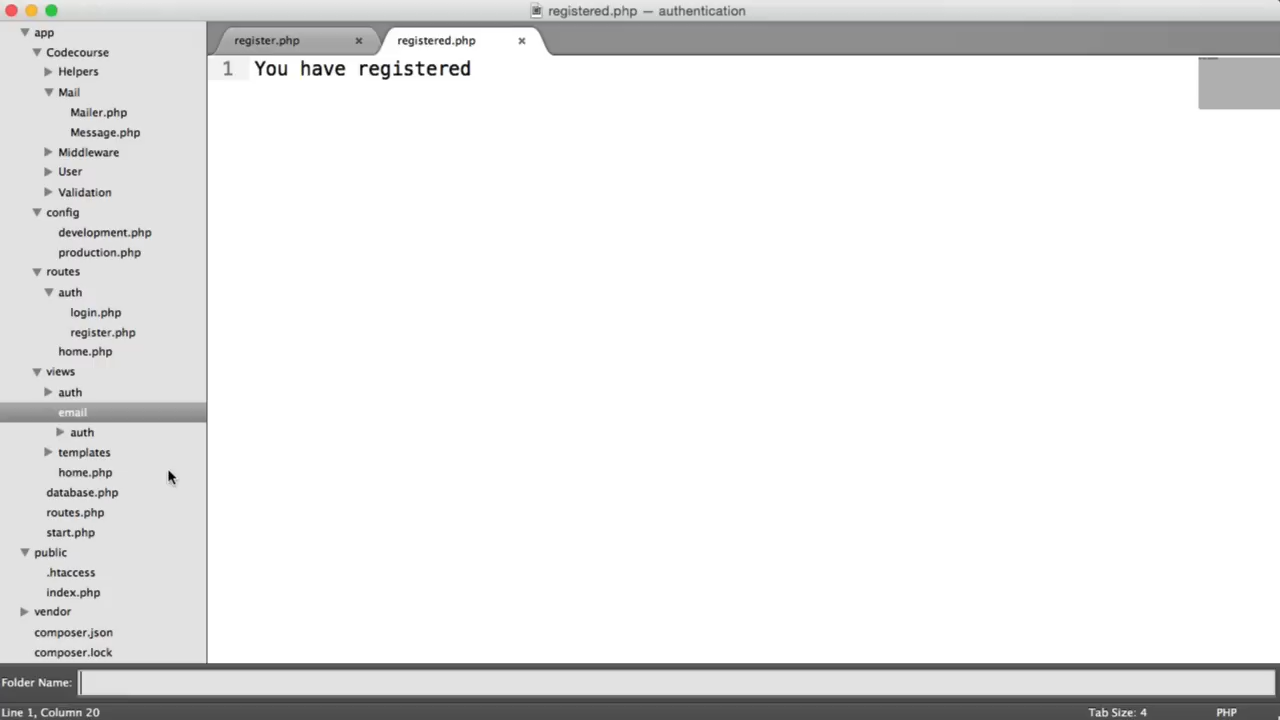 registered.php — authentication
app
Codecourse
Helpers
Mail
Mailer.php
Message.php
Middleware
User
Validation
config
development.php
production.php
routes
auth
login.php
register.php
home.php
views
auth
email
auth
templates
home.php
database.php
routes.php
start.php
public
.htaccess
index.php
vendor
composer.json
composer.lock
register.php ×
registered.php ×
1 You have registered
Folder Name:
Line 1, Column 20
Tab Size: 4
PHP